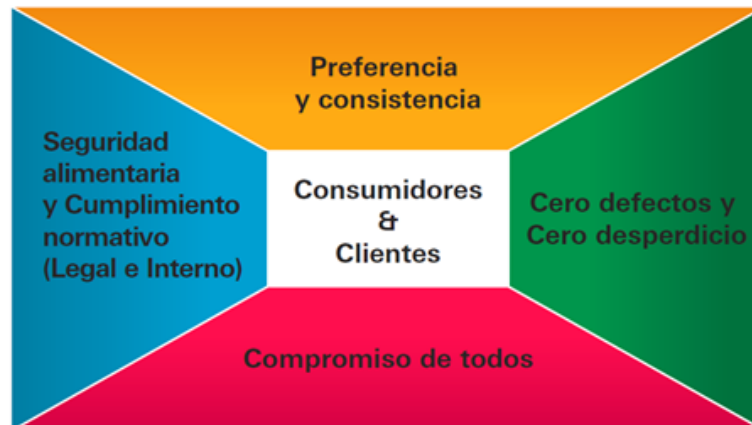 Preferencia
y consistencia
Seguridad
alimentaria
y Cumplimiento
normativo
(Legal e Interno)
Consumidores
&
Clientes
Cero defectos y
Cero desperdicio
Compromiso de todos